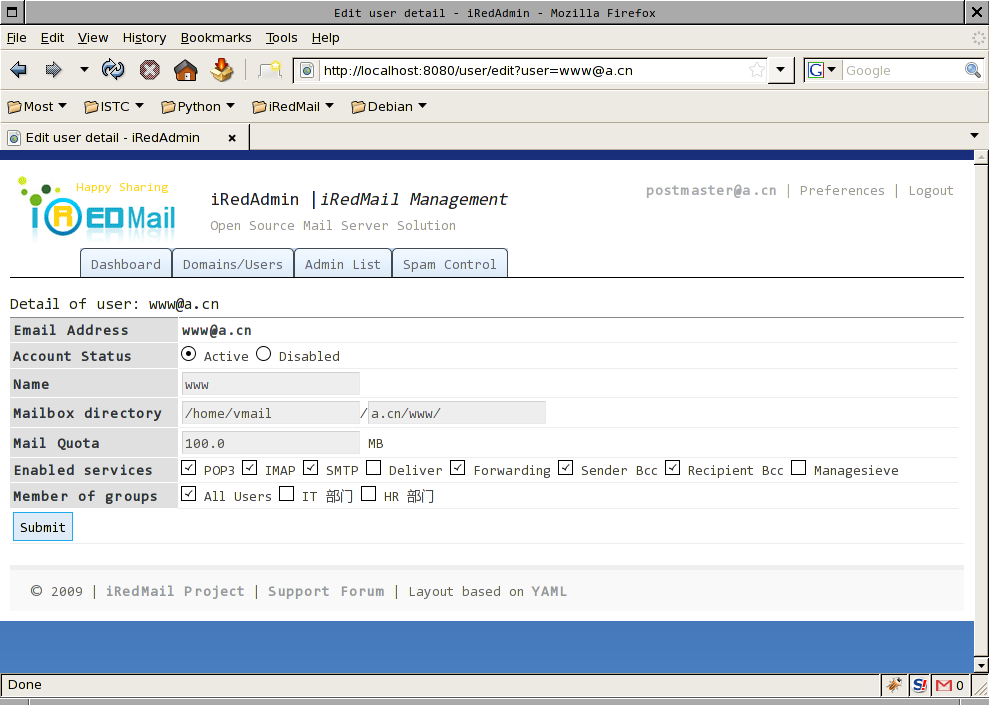 Edit user detail - iRedAdmin - Mozilla Firefox
File Edit View History Bookmarks Tools Help
http://localhost:8080/user/edit?user=www@a.cn G Google
Most ISTC Python iRedMail Debian
Edit user detail - iRedAdmin
Happy Sharing
iREDMail
iRedAdmin | iRedMail Management
Open Source Mail Server Solution
postmaster@a.cn | Preferences | Logout
Dashboard Domains/Users Admin List Spam Control
Detail of user: www@a.cn
Email Address www@a.cn
Account Status Active Disabled
Name www
Mailbox directory /home/vmail / a.cn/www/
Mail Quota 100.0 MB
Enabled services POP3 IMAP SMTP Deliver Forwarding Sender Bcc Recipient Bcc Managesieve
Member of groups All Users IT 部门 HR 部门
Submit
© 2009 | iRedMail Project | Support Forum | Layout based on YAML
Done S! 0